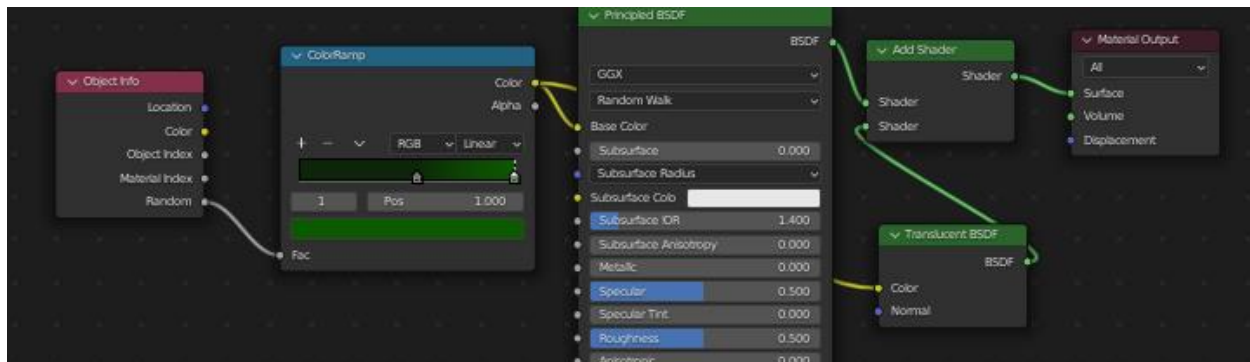 Object Info
Location
Color
Object Index
Material Index
Random
ColorRamp
Color
Alpha
RGB Linear
1 Pos 1.000
Fac
Principled BSDF
BSDF
GGX
Random Walk
Base Color
Subsurface 0.000
Subsurface Radius
Subsurface Colo
Subsurface IOR 1.400
Subsurface Anisotropy 0.000
Metallic 0.000
Specular 0.500
Specular Tint 0.000
Roughness 0.500
Anisotropic 0.000
Add Shader
Shader
Shader
Shader
Translucent BSDF
BSDF
Color
Normal
Material Output
All
Surface
Volume
Displacement